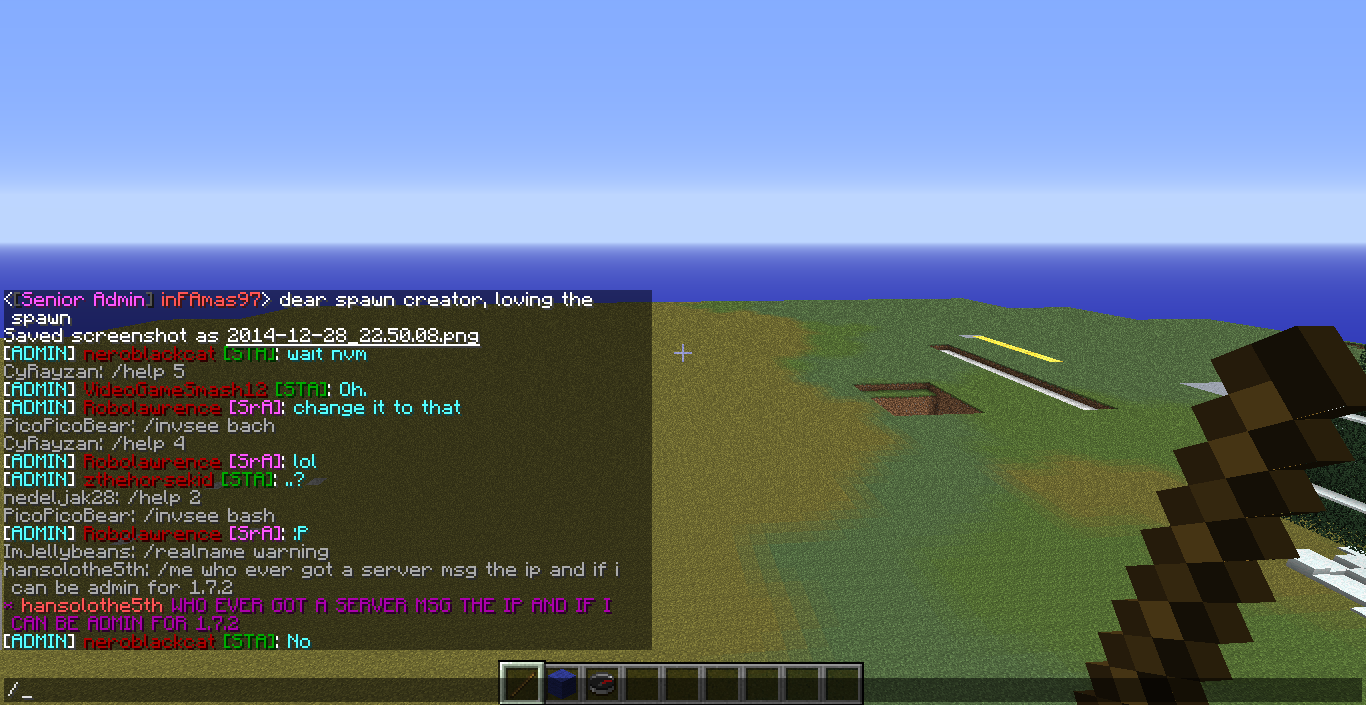 <[Senior Admin] inFAmas97> dear spawn creator, loving the
spawn
Saved screenshot as 2014-12-28_22.50.08.png
[ADMIN] neroblackcat [STA]: wait nvm
CyRayzan: /help 5
[ADMIN] VideoGameSmash12 [STA]: Oh.
[ADMIN] Robolawrence [SrA]: change it to that
PicoPicoBear: /invsee bach
CyRayzan: /help 4
[ADMIN] Robolawrence [SrA]: lol
[ADMIN] zthehorsekid [STA]: ..?
nedeljak28: /help 2
PicoPicoBear: /invsee bash
[ADMIN] Robolawrence [SrA]: :P
ImJellybeans: /realname warning
hansolothe5th: /me who ever got a server msg the ip and if i
can be admin for 1.7.2
* hansolothe5th WHO EVER GOT A SERVER MSG THE IP AND IF I
CAN BE ADMIN FOR 1.7.2
[ADMIN] neroblackcat [STA]: No
/_